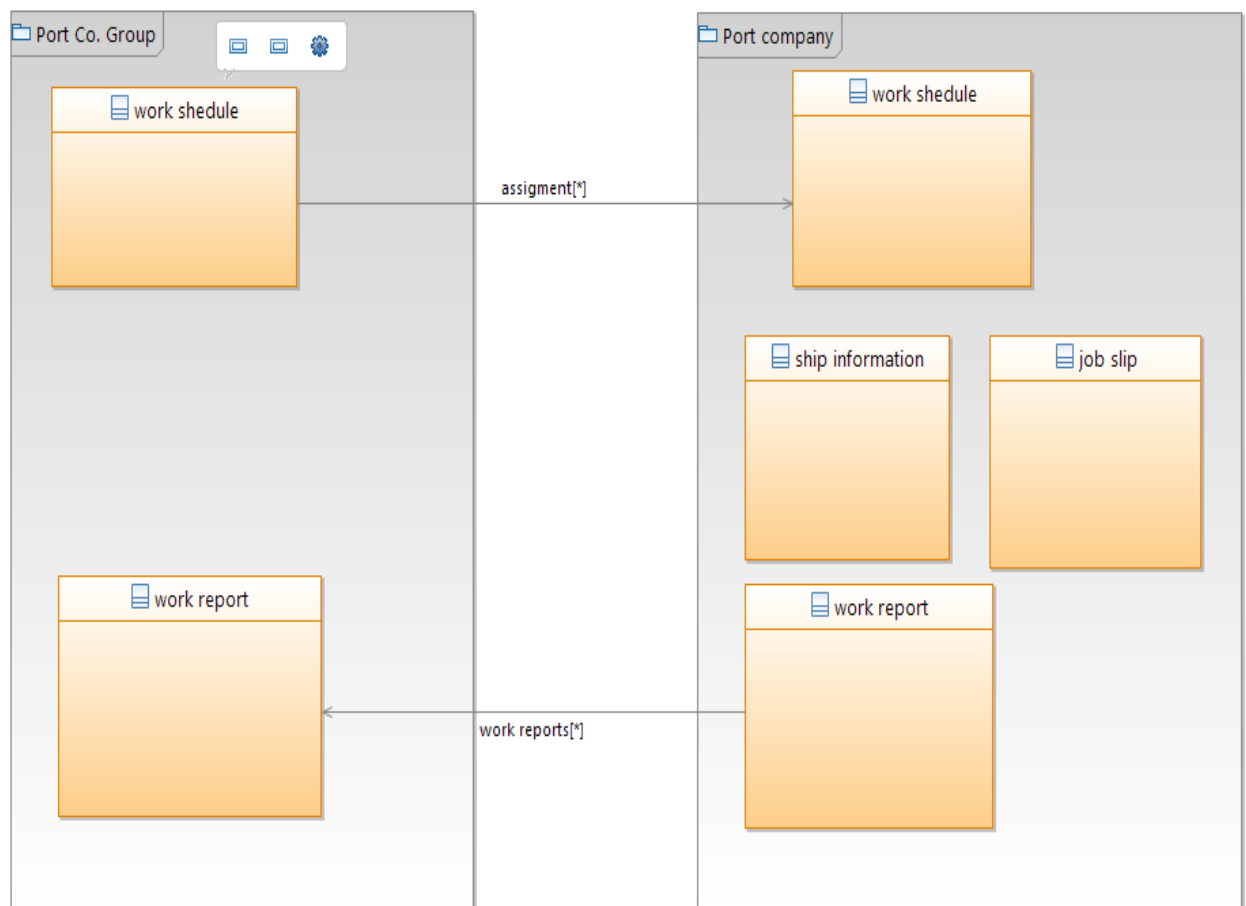 Port Co. Group
Port company
work shedule
work shedule
assigment[*]
ship information
job slip
work report
work report
work reports[*]